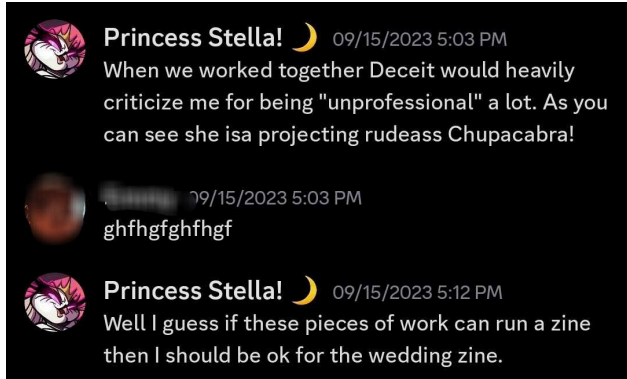 Princess Stella! 🌙 09/15/2023 5:03 PM
When we worked together Deceit would heavily
criticize me for being "unprofessional" a lot. As you
can see she isa projecting rudeass Chupacabra!
09/15/2023 5:03 PM
ghfhgfghfhgf
Princess Stella! 🌙 09/15/2023 5:12 PM
Well I guess if these pieces of work can run a zine
then I should be ok for the wedding zine.